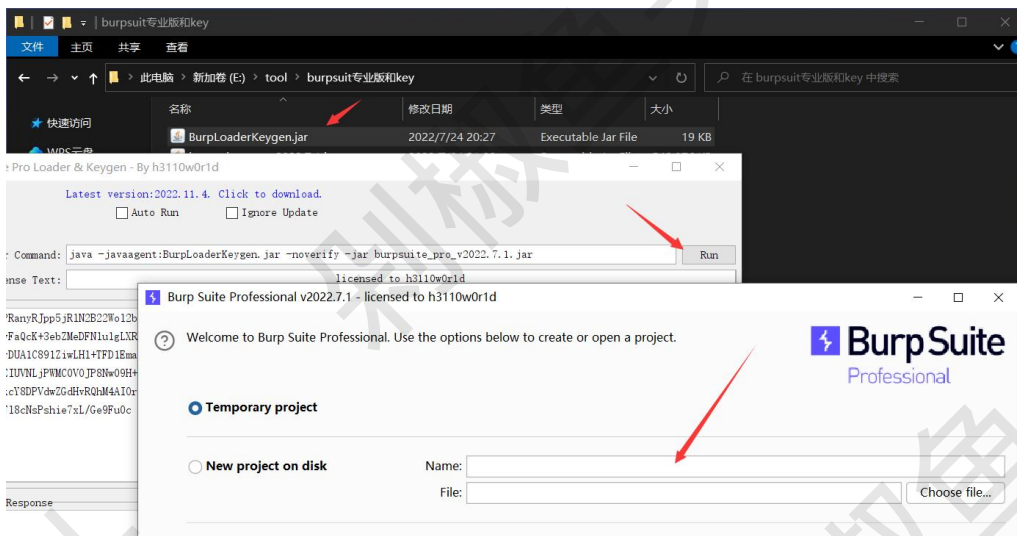 burpsuit专业版和key
文件 主页 共享 查看
此电脑 > 新加卷 (E:) > tool > burpsuit专业版和key
在 burpsuit专业版和key 中搜索
名称 修改日期 类型 大小
快速访问
BurpLoaderKeygen.jar 2022/7/24 20:27 Executable Jar File 19 KB
WPS云盘
Pro Loader & Keygen - By h3110w0r1d
Latest version:2022.11.4. Click to download.
Auto Run Ignore Update
Command: java -javaagent:BurpLoaderKeygen.jar -noverify -jar burpsuite_pro_v2022.7.1.jar Run
ense Text: licensed to h3110w0r1d
Burp Suite Professional v2022.7.1 - licensed to h3110w0r1d
Welcome to Burp Suite Professional. Use the options below to create or open a project.
Burp Suite
Professional
Temporary project
New project on disk Name:
File: Choose file...
Response
剁椒鱼